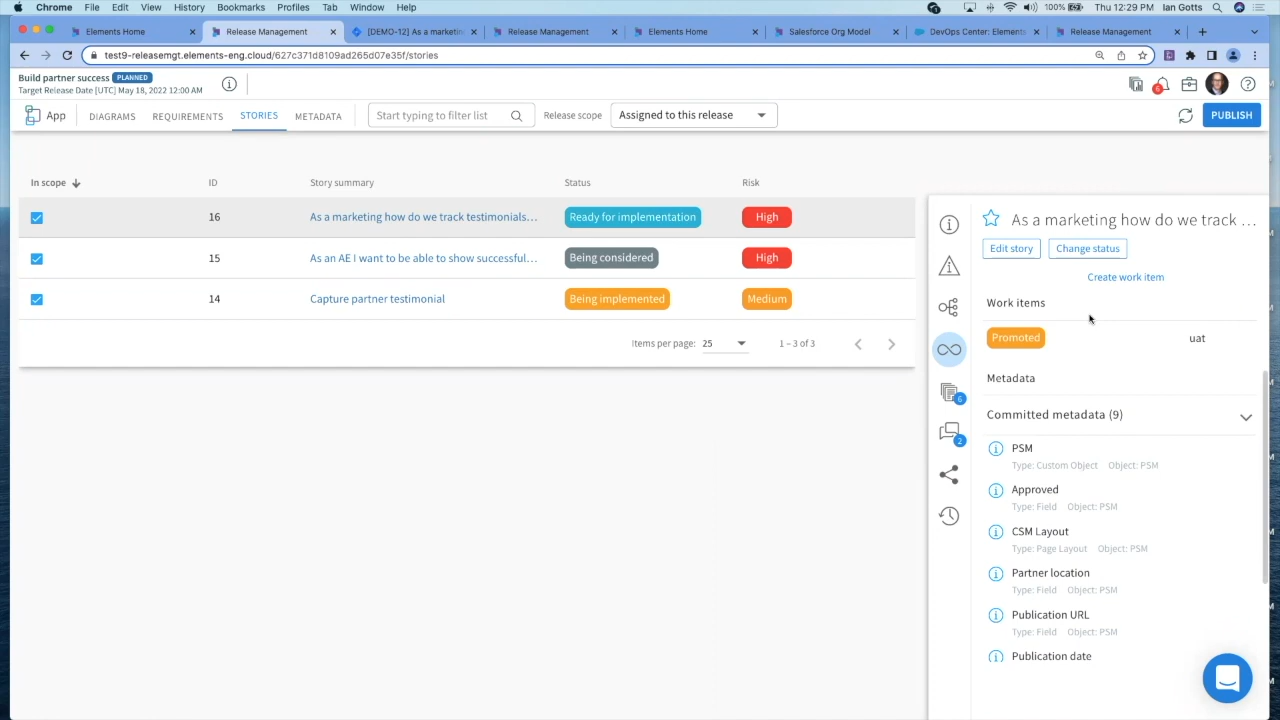 Chrome File Edit View History Bookmarks Profiles Tab Window Help 1 100% Thu 12:29 PM Ian Gotts
Elements Home Release Management [DEMO-12] As a marketin Release Management Elements Home Salesforce Org Model DevOps Center: Elements Release Management
test9-releasemgt.elements-eng.cloud/627c371d8109ad265d07e35f/stories
Build partner success PLANNED
Target Release Date [UTC] May 18, 2022 12:00 AM
6
App DIAGRAMS REQUIREMENTS STORIES METADATA Start typing to filter list Release scope Assigned to this release PUBLISH
In scope ID Story summary Status Risk
16 As a marketing how do we track testimonials... Ready for implementation High
15 As an AE I want to be able to show successful... Being considered High
14 Capture partner testimonial Being implemented Medium
Items per page: 25 1 – 3 of 3
As a marketing how do we track ...
Edit story Change status
Create work item
Work items
Promoted uat
Metadata
6
Committed metadata (9)
2
PSM
Type: Custom Object Object: PSM
Approved
Type: Field Object: PSM
CSM Layout
Type: Page Layout Object: PSM
Partner location
Type: Field Object: PSM
Publication URL
Type: Field Object: PSM
Publication date